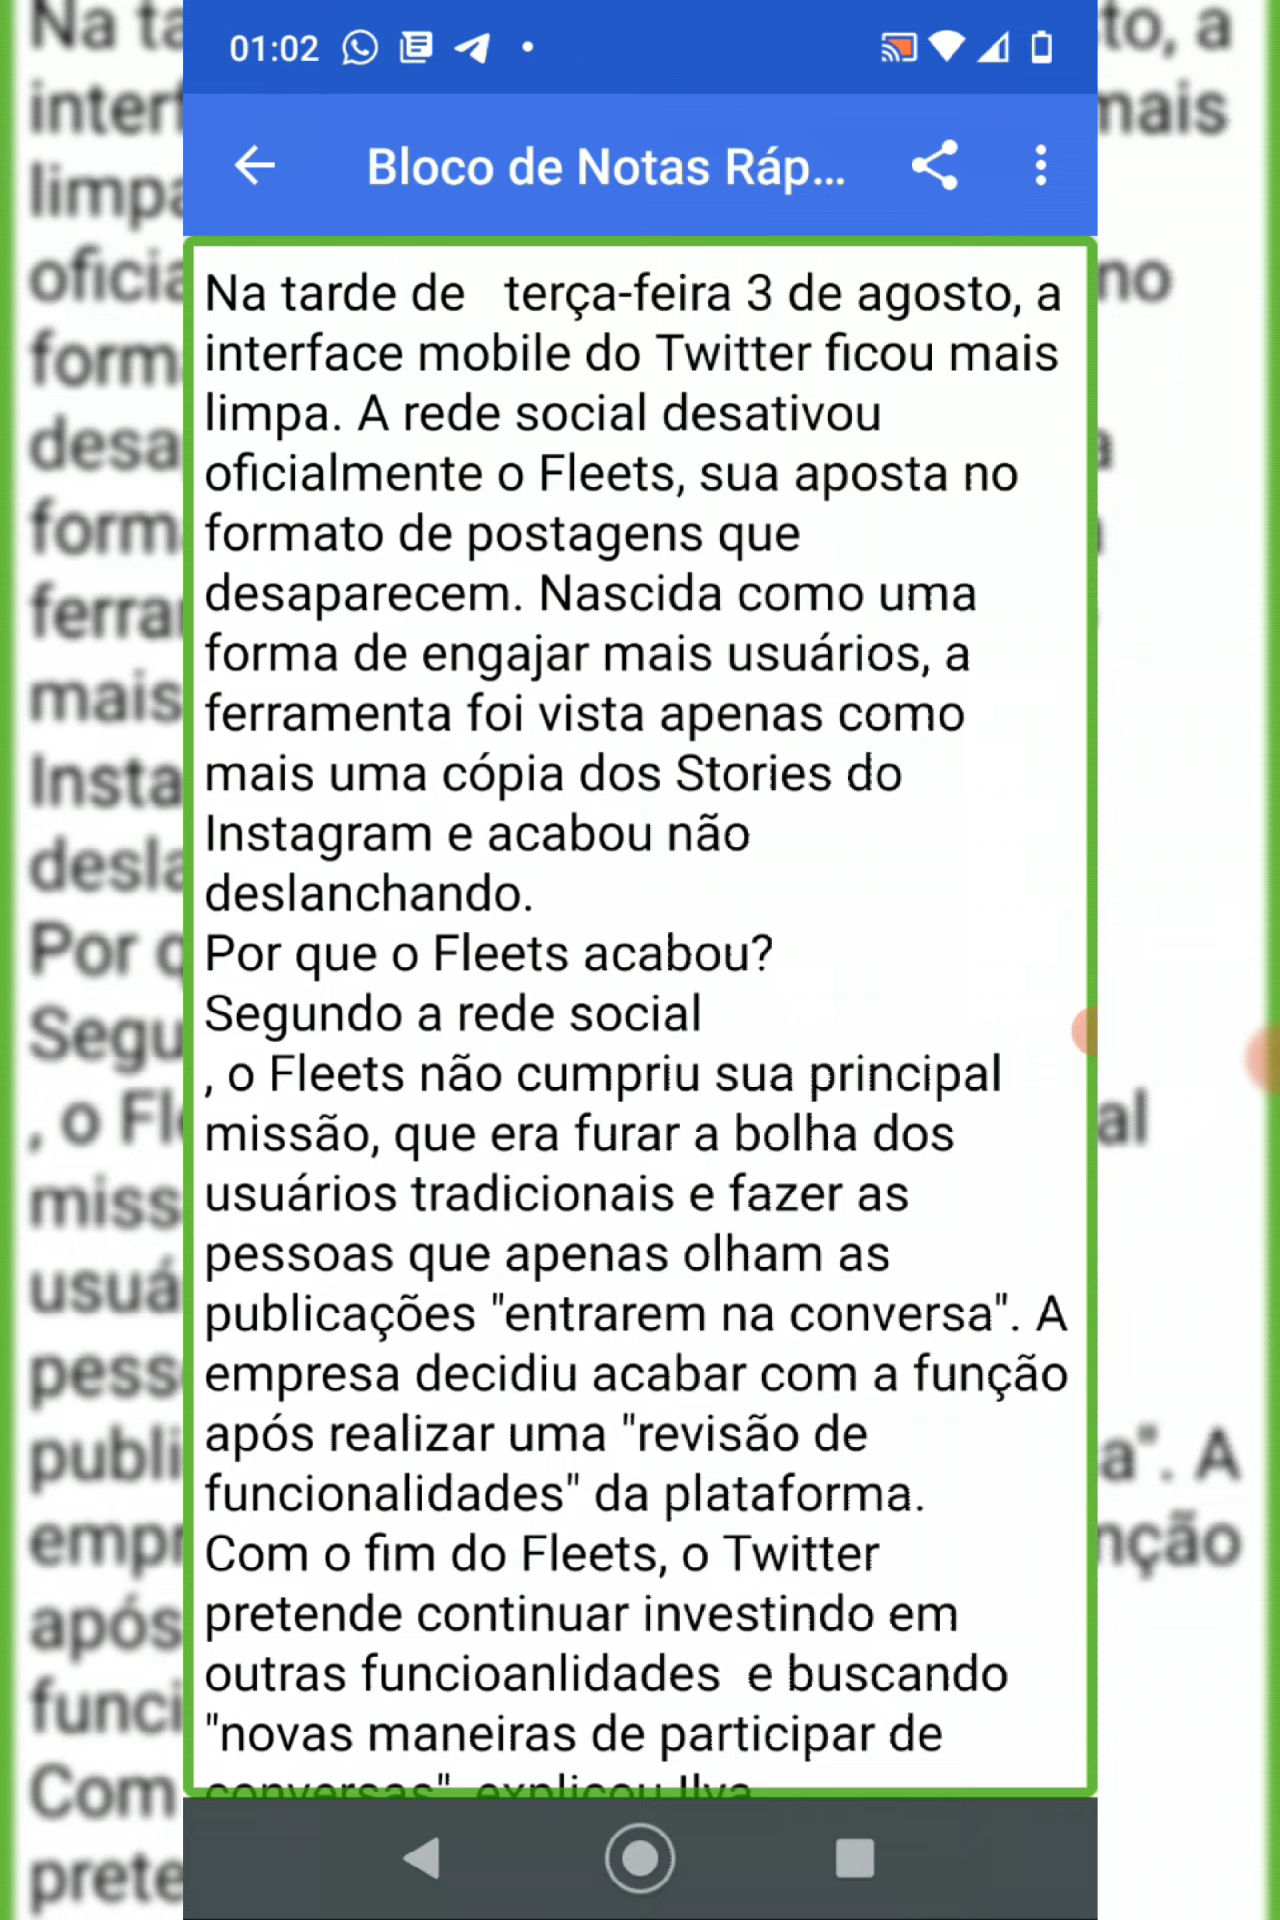 01:02
Bloco de Notas Ráp...
Na tarde de   terça-feira 3 de agosto, a
interface mobile do Twitter ficou mais
limpa. A rede social desativou
oficialmente o Fleets, sua aposta no
formato de postagens que
desaparecem. Nascida como uma
forma de engajar mais usuários, a
ferramenta foi vista apenas como
mais uma cópia dos Stories do
Instagram e acabou não
deslanchando.
Por que o Fleets acabou?
Segundo a rede social
, o Fleets não cumpriu sua principal
missão, que era furar a bolha dos
usuários tradicionais e fazer as
pessoas que apenas olham as
publicações "entrarem na conversa". A
empresa decidiu acabar com a função
após realizar uma "revisão de
funcionalidades" da plataforma.
Com o fim do Fleets, o Twitter
pretende continuar investindo em
outras funcioanlidades  e buscando
"novas maneiras de participar de
conversas", explicou Ilya